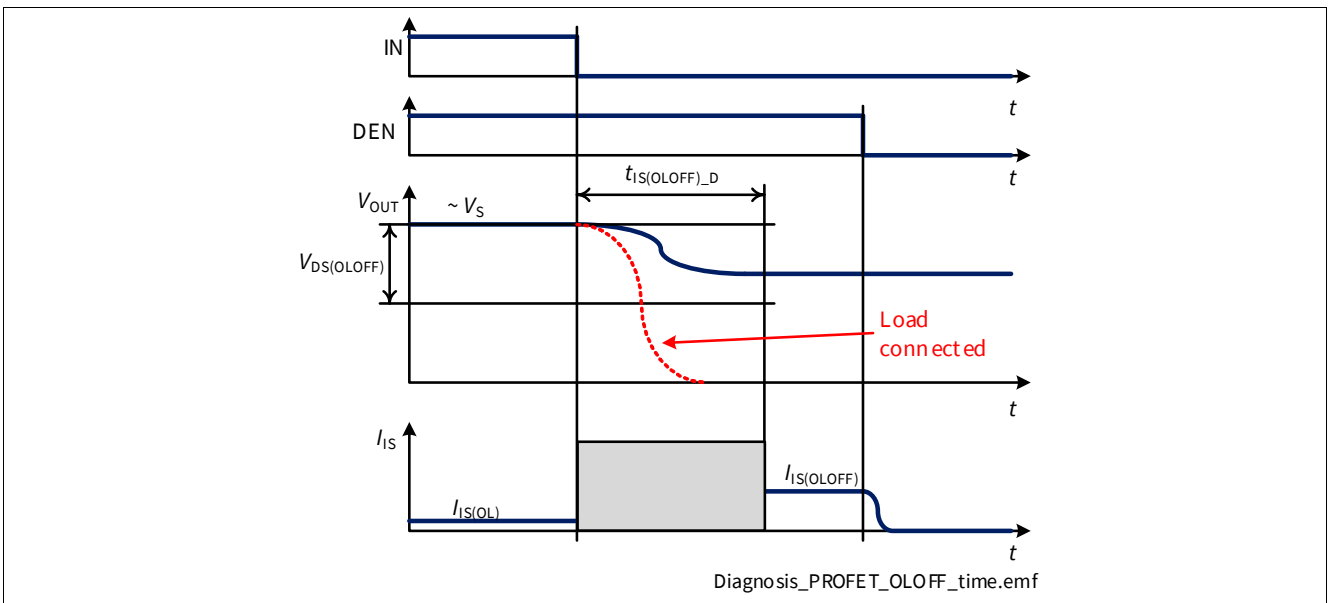 IN
t
DEN
t
tIS(OLOFF)_D
VOUT
~ VS
VDS(OLOFF)
Load
connected
t
IIS
IIS(OL)
IIS(OLOFF)
t
Diagnosis_PROFET_OLOFF_time.emf